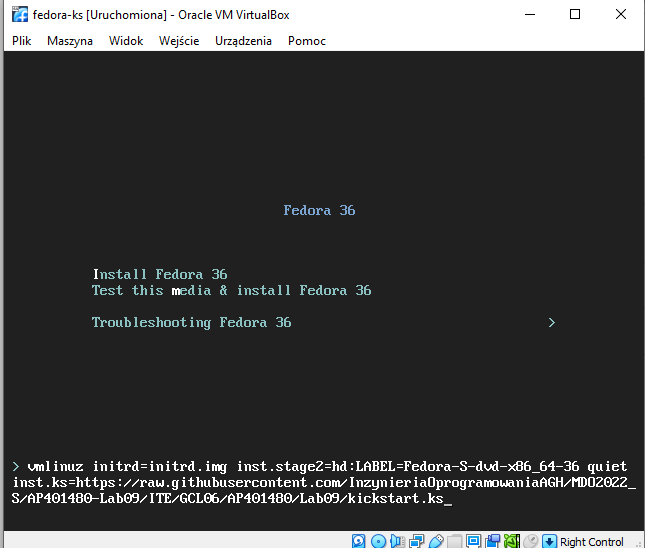 fedora-ks [Uruchomiona] - Oracle VM VirtualBox
Plik Maszyna Widok Wejście Urządzenia Pomoc
Fedora 36
Install Fedora 36
Test this media & install Fedora 36
Troubleshooting Fedora 36 >
> vmlinuz initrd=initrd.img inst.stage2=hd:LABEL=Fedora-S-dvd-x86_64-36 quiet
inst.ks=https://raw.githubusercontent.com/InzynieriaOprogramowaniaAGH/MDO2022_
S/AP401480-Lab09/ITE/GCL06/AP401480/Lab09/kickstart.ks_
Right Control